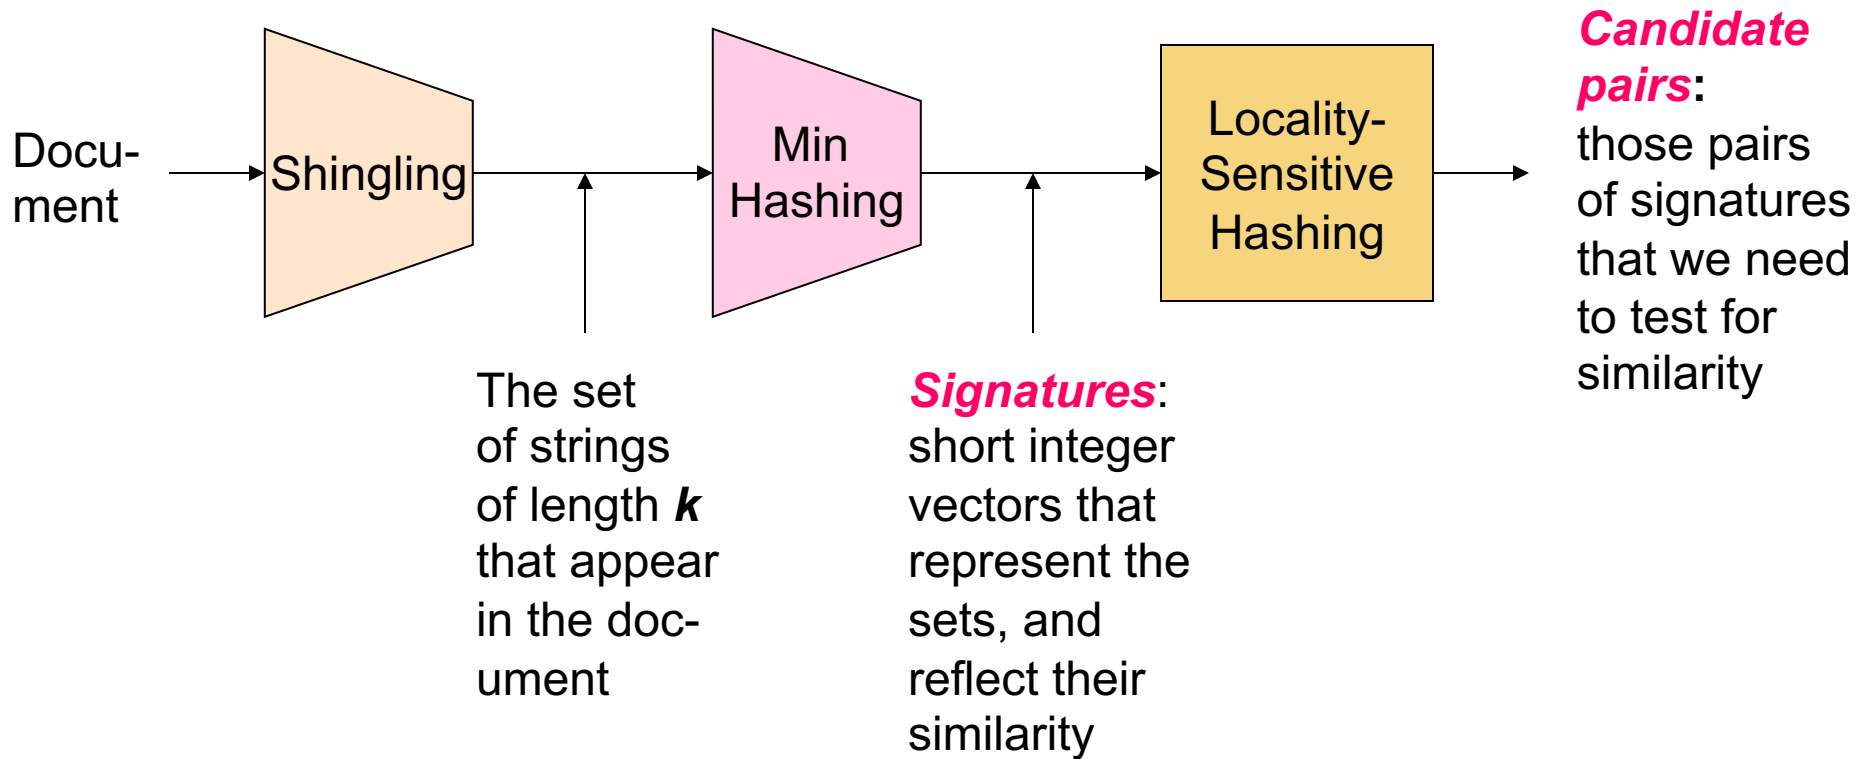 Docu-
ment
Shingling
The set
of strings
of length k
that appear
in the doc-
ument
Min
Hashing
Signatures:
short integer
vectors that
represent the
sets, and
reflect their
similarity
Locality-
Sensitive
Hashing
Candidate
pairs:
those pairs
of signatures
that we need
to test for
similarity